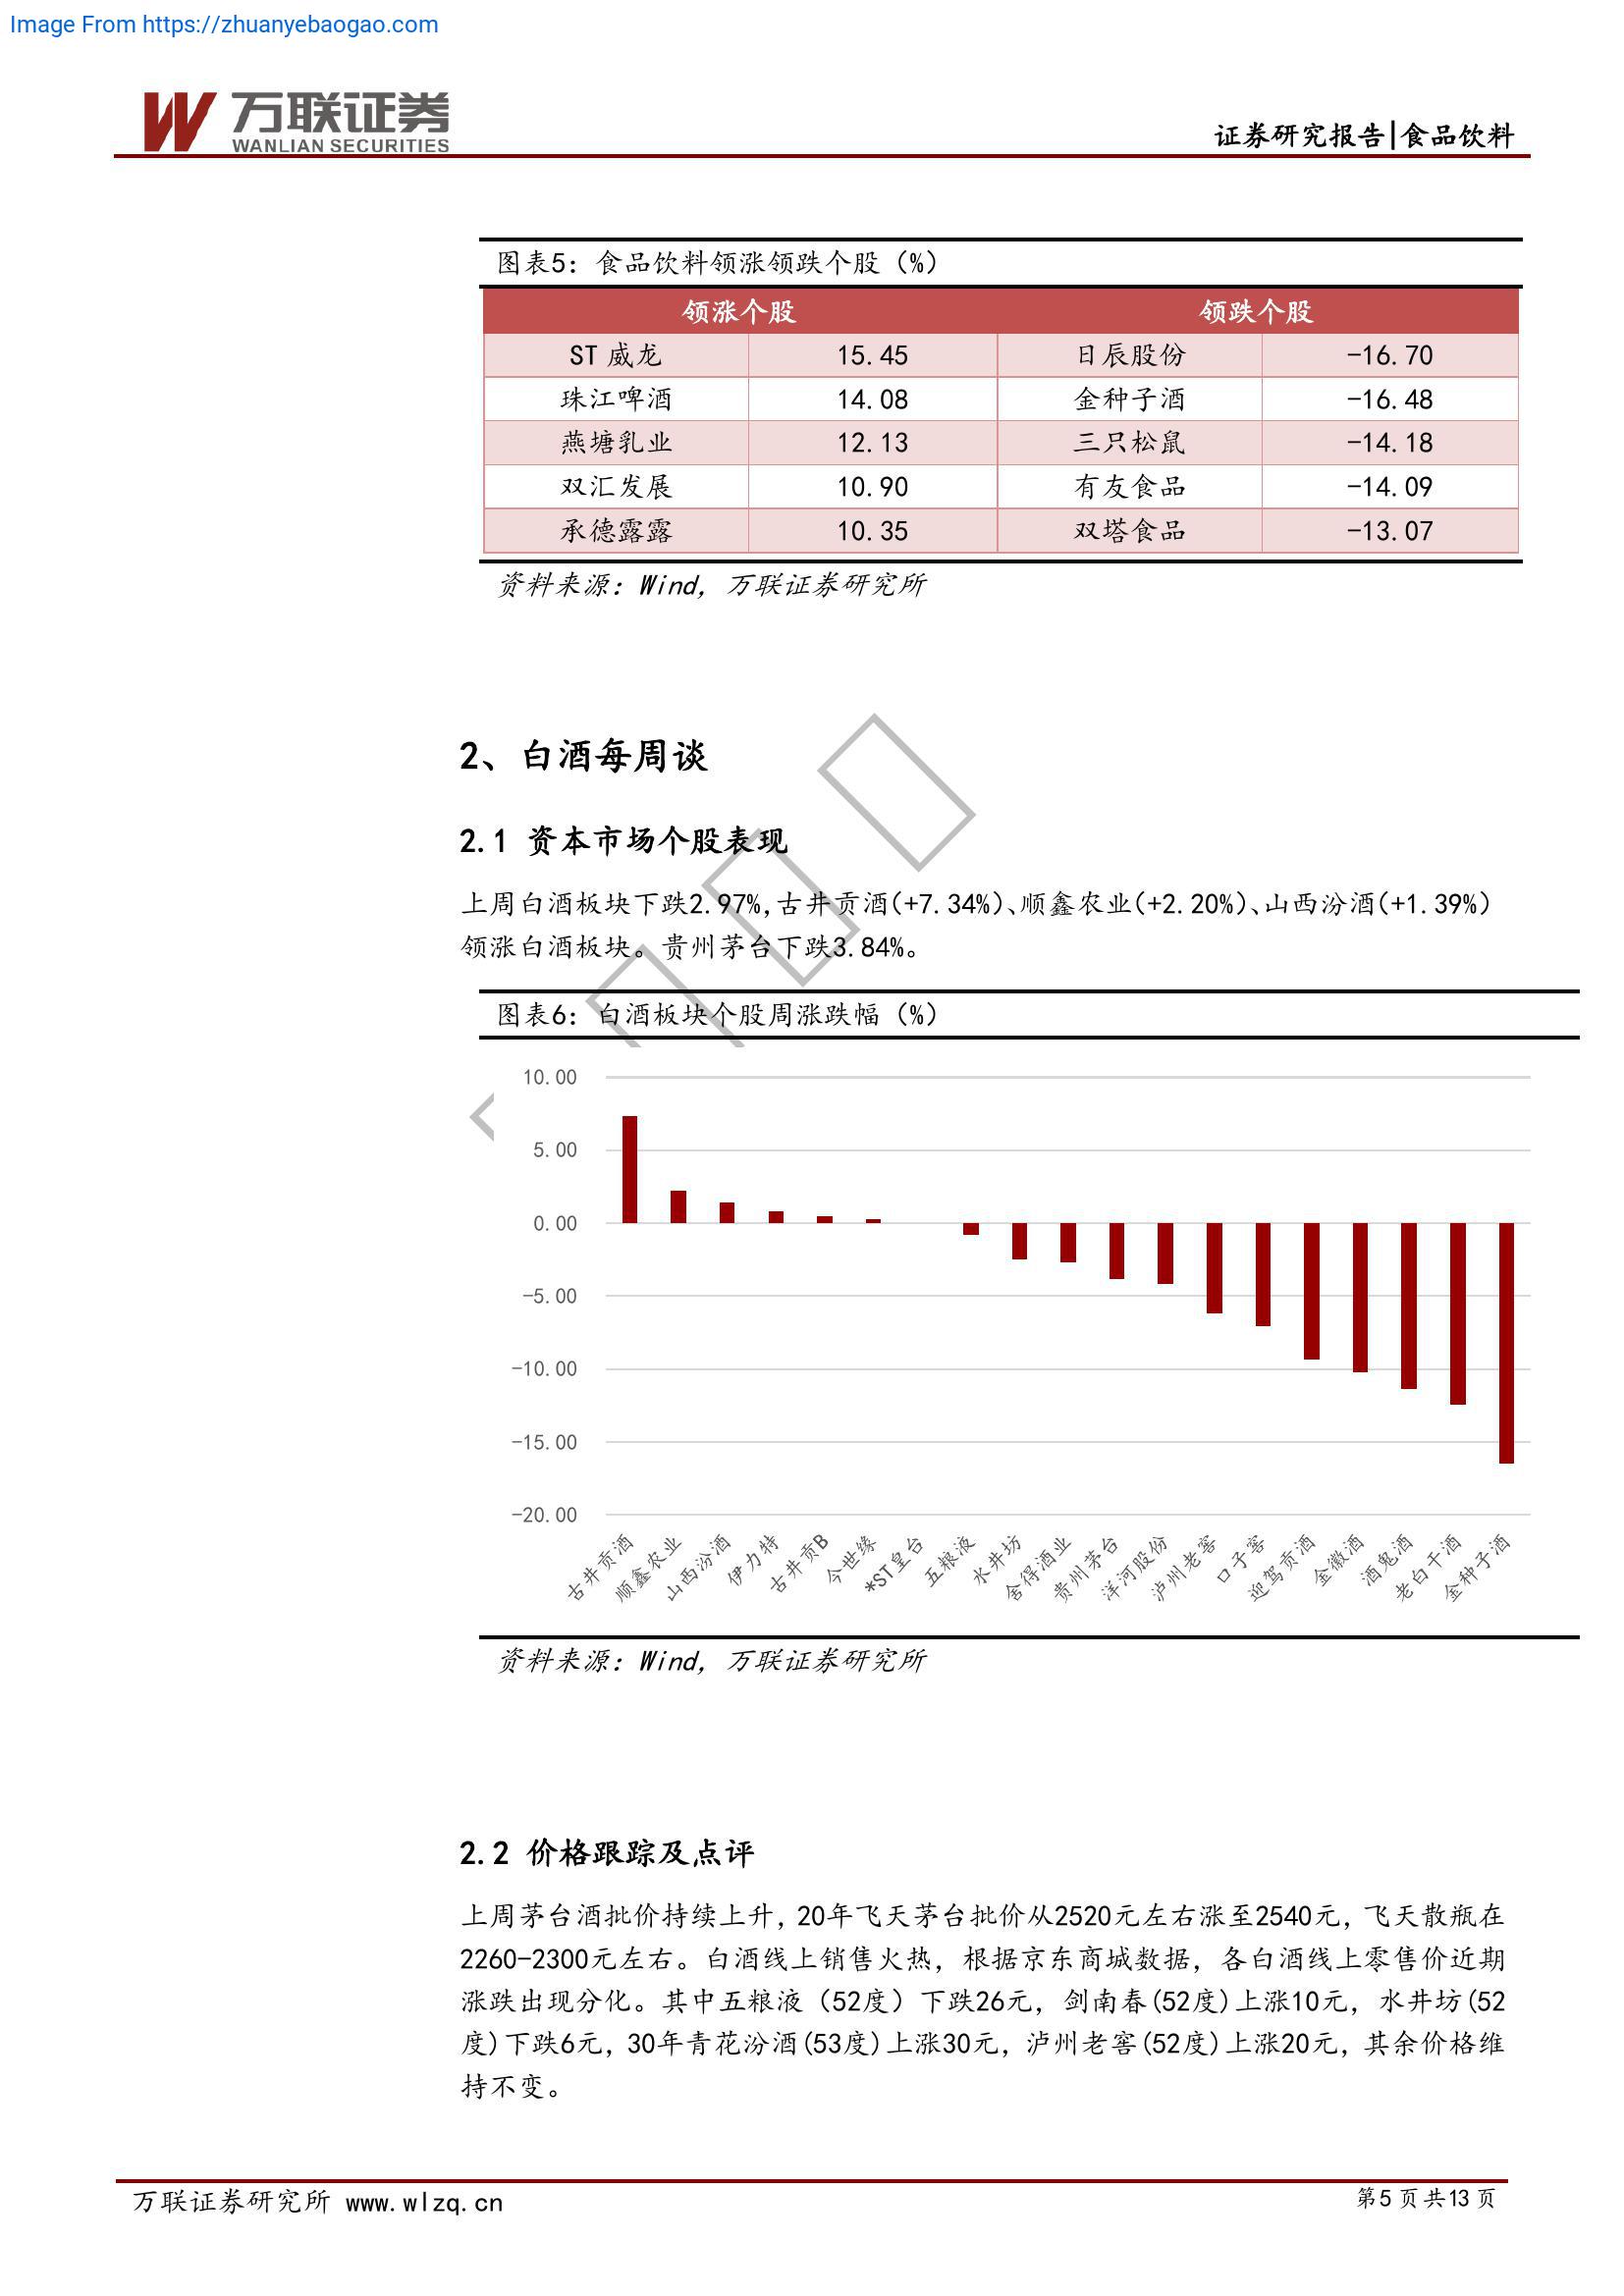 Image From https://zhuanyebaogao.com
万联证券
WANLIAN SECURITIES
证券研究报告|食品饮料
图表5：食品饮料领涨领跌个股（%）
领涨个股 领跌个股
ST 威龙 15.45 日辰股份 -16.70
珠江啤酒 14.08 金种子酒 -16.48
燕塘乳业 12.13 三只松鼠 -14.18
双汇发展 10.90 有友食品 -14.09
承德露露 10.35 双塔食品 -13.07
资料来源：Wind，万联证券研究所
2、白酒每周谈
2.1 资本市场个股表现
上周白酒板块下跌2.97%,古井贡酒(+7.34%)、顺鑫农业(+2.20%)、山西汾酒(+1.39%)
领涨白酒板块。贵州茅台下跌3.84%。
图表6：白酒板块个股周涨跌幅（%）
10.00
5.00
0.00
-5.00
-10.00
-15.00
-20.00
古井贡酒 顺鑫农业 山西汾酒 伊力特 古井贡B 今世缘 *ST皇台 五粮液 水井坊 舍得酒业 贵州茅台 洋河股份 泸州老窖 口子窖 迎驾贡酒 金徽酒 酒鬼酒 老白干酒 金种子酒
资料来源：Wind，万联证券研究所
2.2 价格跟踪及点评
上周茅台酒批价持续上升，20年飞天茅台批价从2520元左右涨至2540元，飞天散瓶在
2260-2300元左右。白酒线上销售火热，根据京东商城数据，各白酒线上零售价近期
涨跌出现分化。其中五粮液（52度）下跌26元，剑南春(52度)上涨10元，水井坊(52
度)下跌6元，30年青花汾酒(53度)上涨30元，泸州老窖(52度)上涨20元，其余价格维
持不变。
万联证券研究所 www.wlzq.cn
第5 页 共13 页